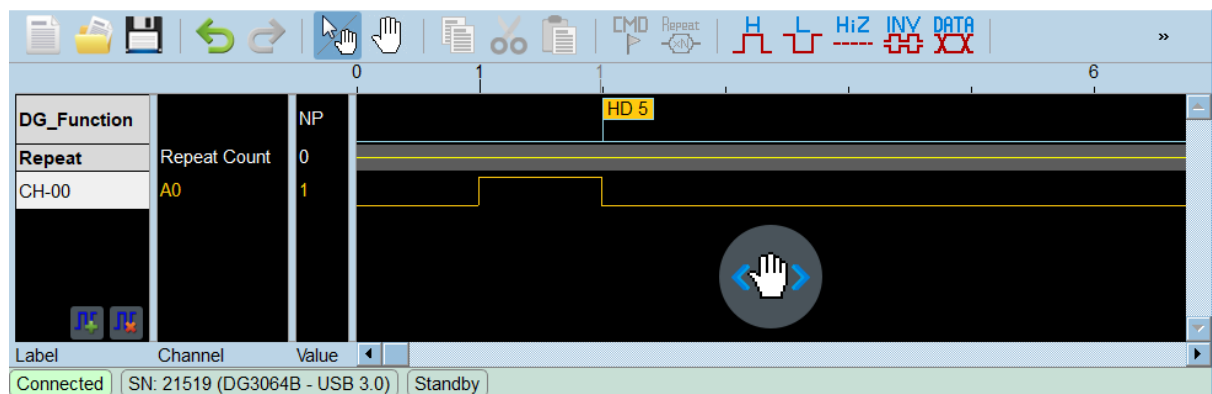 CMD Repeat H L HiZ INV DATA »
xN
0 1 1 6
HD 5
DG_Function NP
Repeat Repeat Count 0
CH-00 A0 1
Label Channel Value
Connected SN: 21519 (DG3064B - USB 3.0) Standby